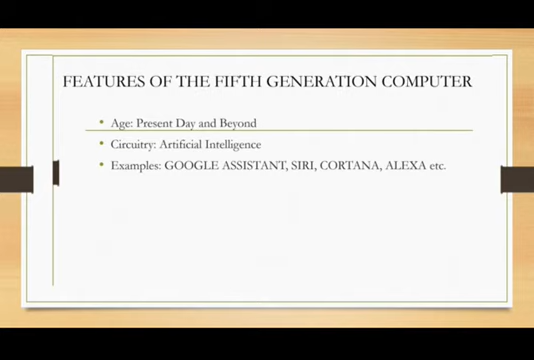 FEATURES OF THE FIFTH GENERATION COMPUTER
• Age: Present Day and Beyond
• Circuitry: Artificial Intelligence
• Examples: GOOGLE ASSISTANT, SIRI, CORTANA, ALEXA etc.